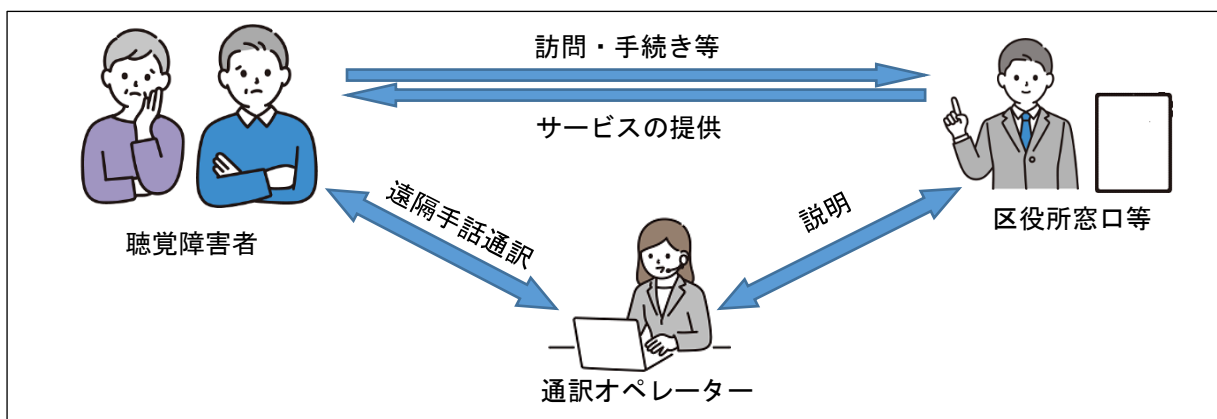 訪問・手続き等
サービスの提供
遠隔手話通訳
説明
聴覚障害者
区役所窓口等
通訳オペレーター